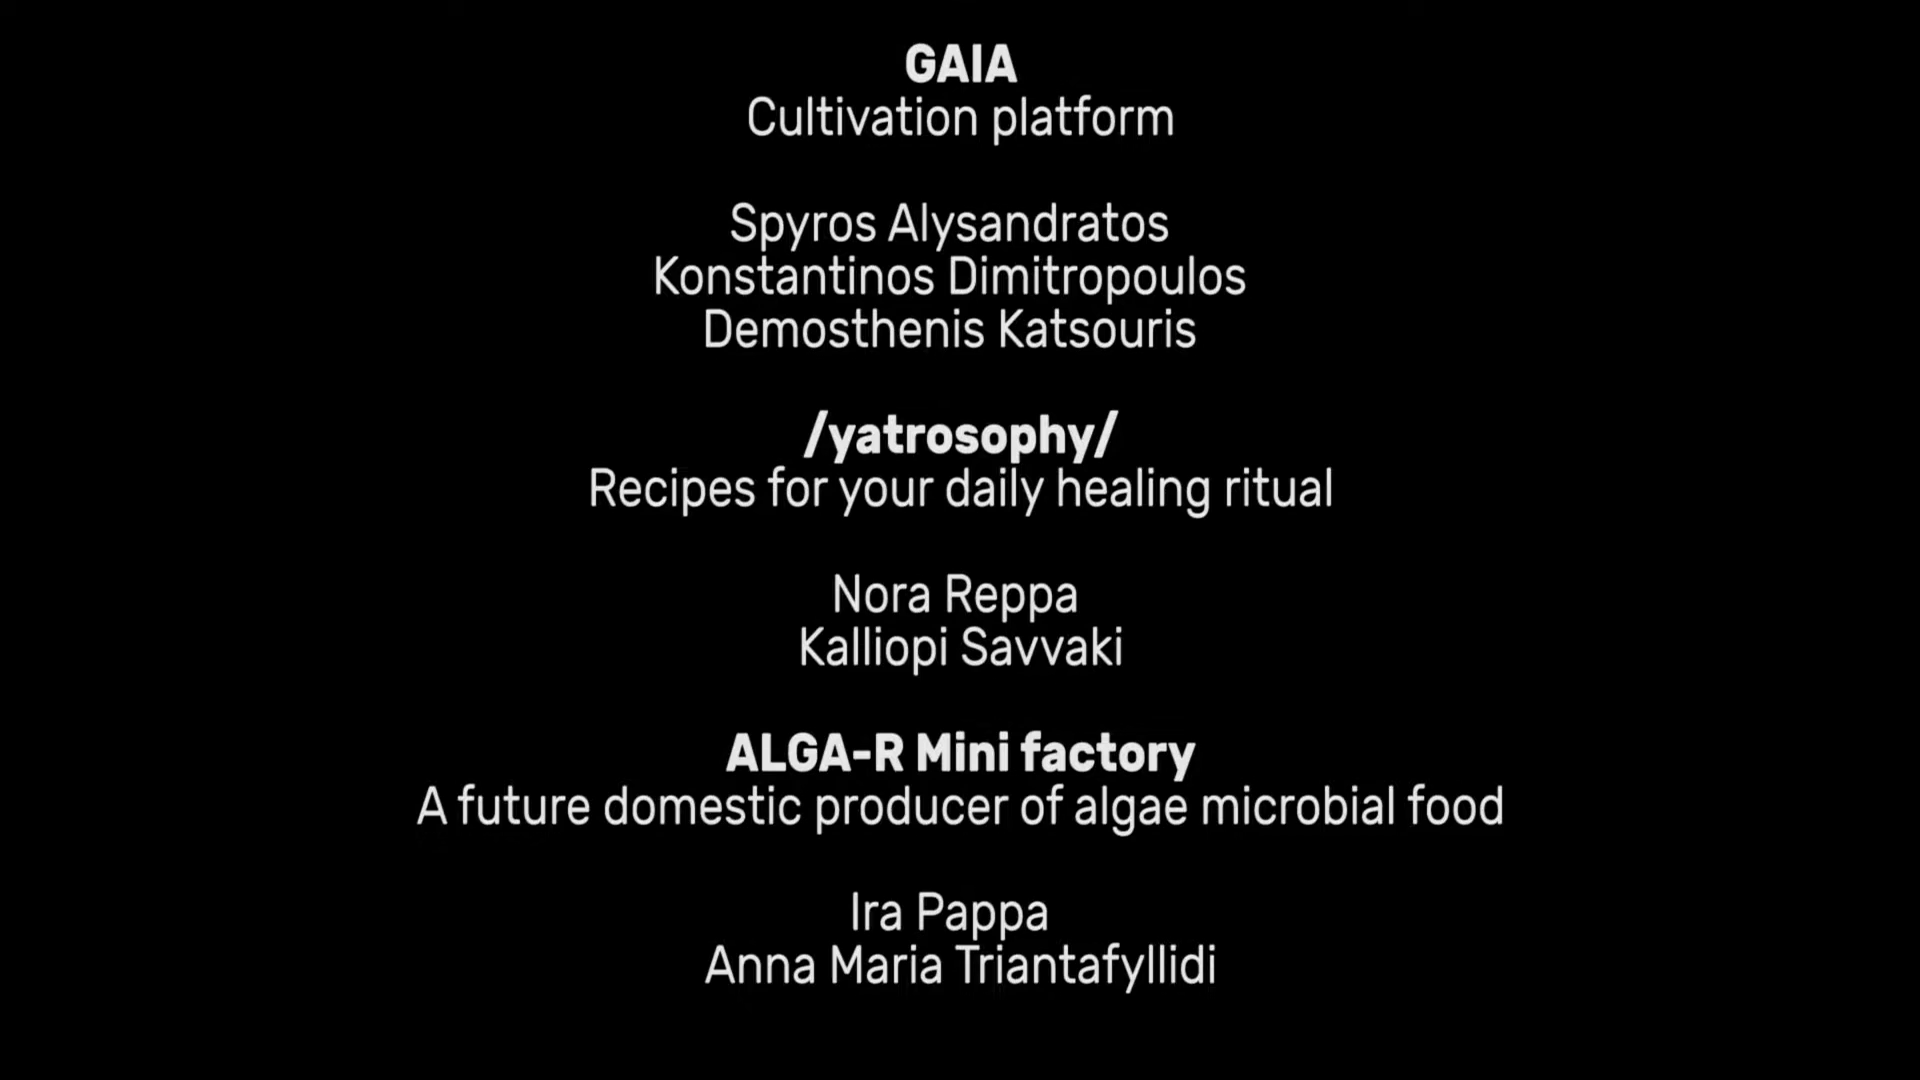 GAIA
Cultivation platform
Spyros Alysandratos
Konstantinos Dimitropoulos
Demosthenis Katsouris
/yatrosophy/
Recipes for your daily healing ritual
Nora Reppa
Kalliopi Savvaki
ALGA-R Mini factory
A future domestic producer of algae microbial food
Ira Pappa
Anna Maria Triantafyllidi